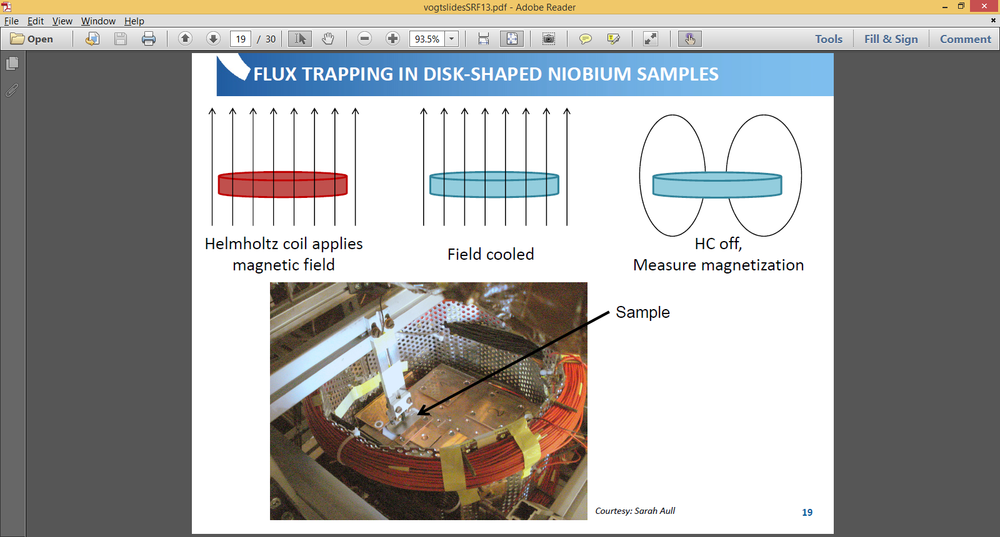 vogtslidesSRF13.pdf - Adobe Reader
File Edit View Window Help
Open 19 / 30 93.5% Tools Fill & Sign Comment
FLUX TRAPPING IN DISK-SHAPED NIOBIUM SAMPLES
Helmholtz coil applies
magnetic field
Field cooled
HC off,
Measure magnetization
Sample
Courtesy: Sarah Aull
19